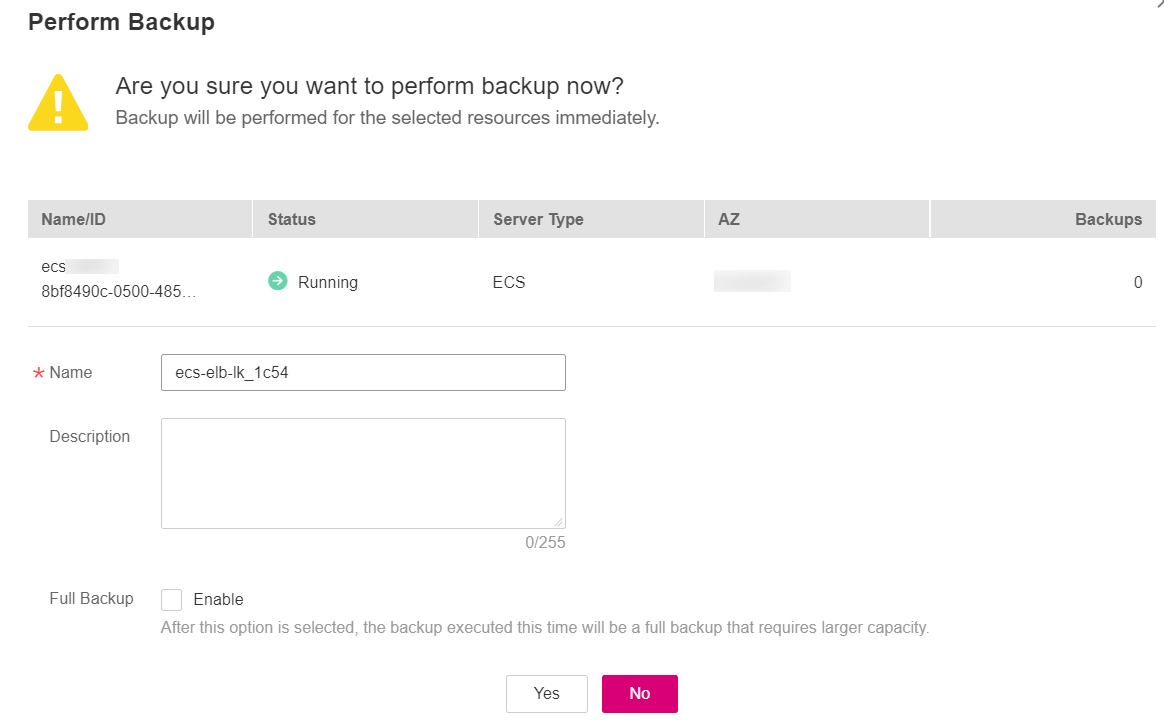 Perform Backup
Are you sure you want to perform backup now?
Backup will be performed for the selected resources immediately.
Name/ID Status Server Type AZ Backups
ecs
8bf8490c-0500-485...
Running ECS 0
* Name ecs-elb-lk_1c54
Description
0/255
Full Backup Enable
After this option is selected, the backup executed this time will be a full backup that requires larger capacity.
Yes No